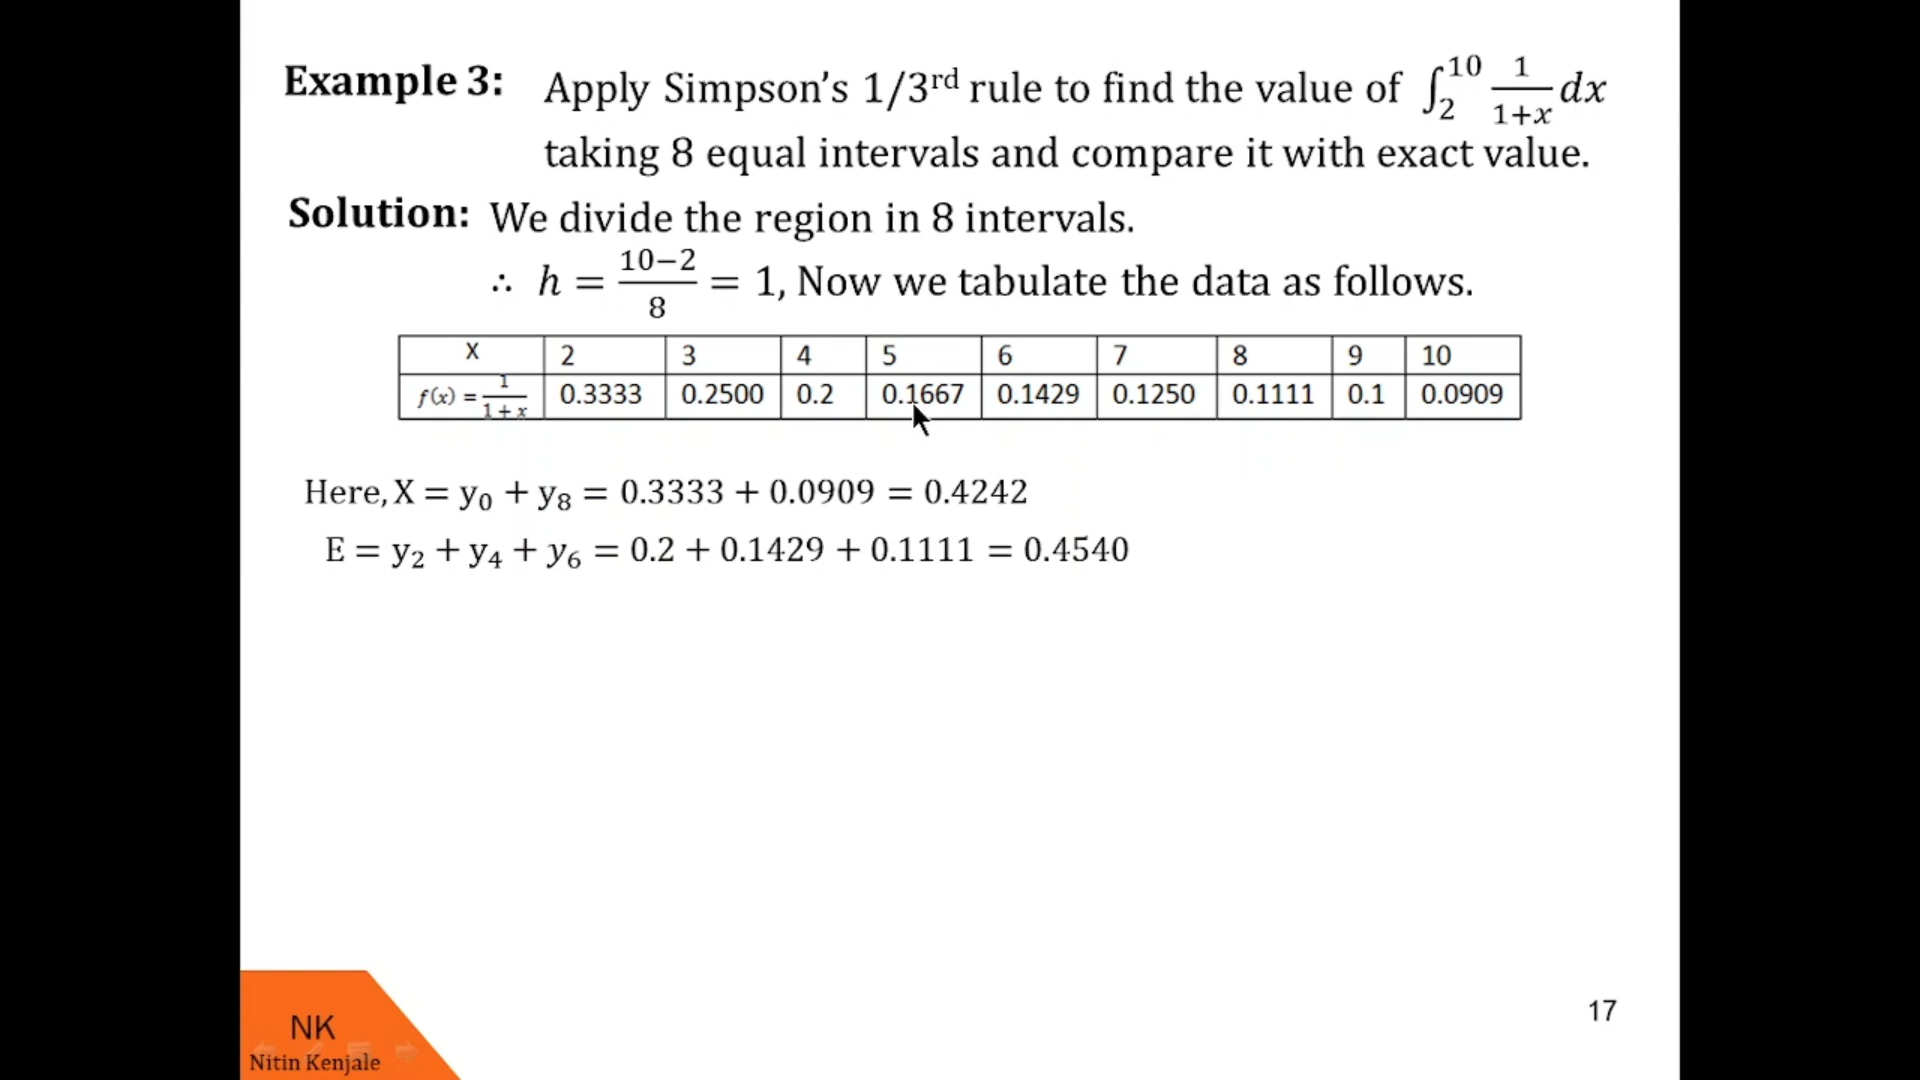 Example 3: Apply Simpson’s 1/3ʳᵈ rule to find the value of ∫₂¹⁰ 1/(1+x) dx
taking 8 equal intervals and compare it with exact value.
Solution: We divide the region in 8 intervals.
∴ h = (10−2)/8 = 1, Now we tabulate the data as follows.
X 2 3 4 5 6 7 8 9 10
f(x) = 1/(1+x) 0.3333 0.2500 0.2 0.1667 0.1429 0.1250 0.1111 0.1 0.0909
Here, X = y₀ + y₈ = 0.3333 + 0.0909 = 0.4242
E = y₂ + y₄ + y₆ = 0.2 + 0.1429 + 0.1111 = 0.4540
NK
Nitin Kenjale
17